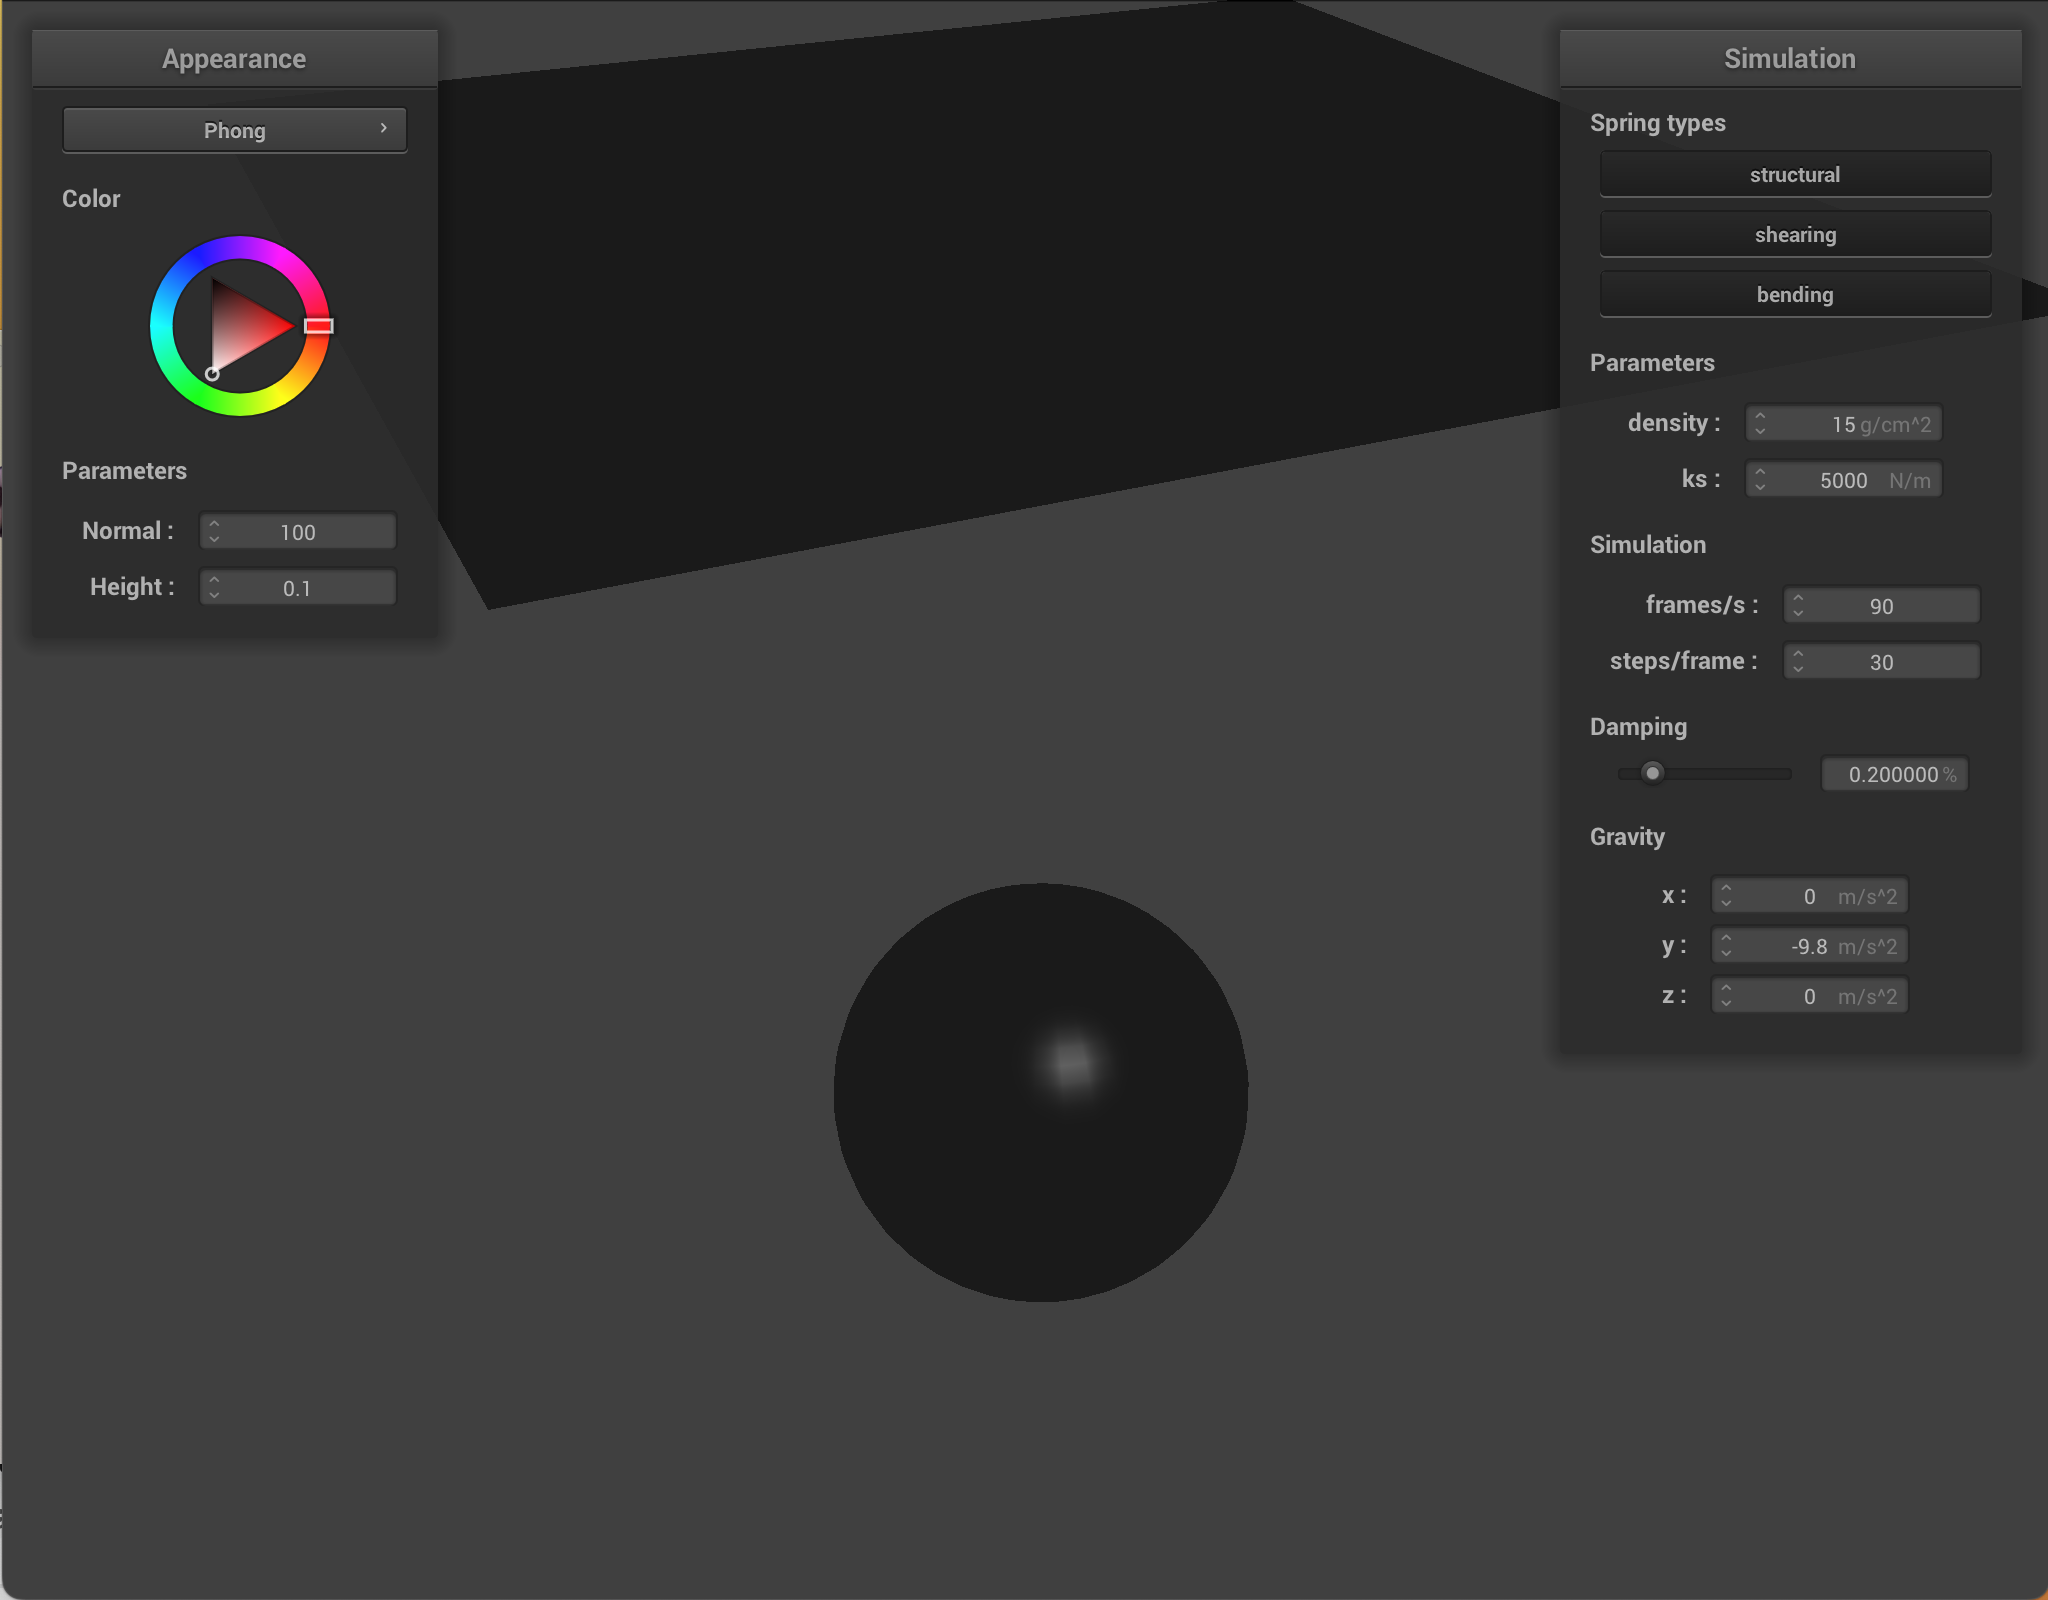 Appearance
Phong
Color
Parameters
Normal : 100
Height : 0.1
Simulation
Spring types
structural
shearing
bending
Parameters
density : 15 g/cm^2
ks : 5000 N/m
Simulation
frames/s : 90
steps/frame : 30
Damping
0.200000 %
Gravity
x : 0 m/s^2
y : -9.8 m/s^2
z : 0 m/s^2